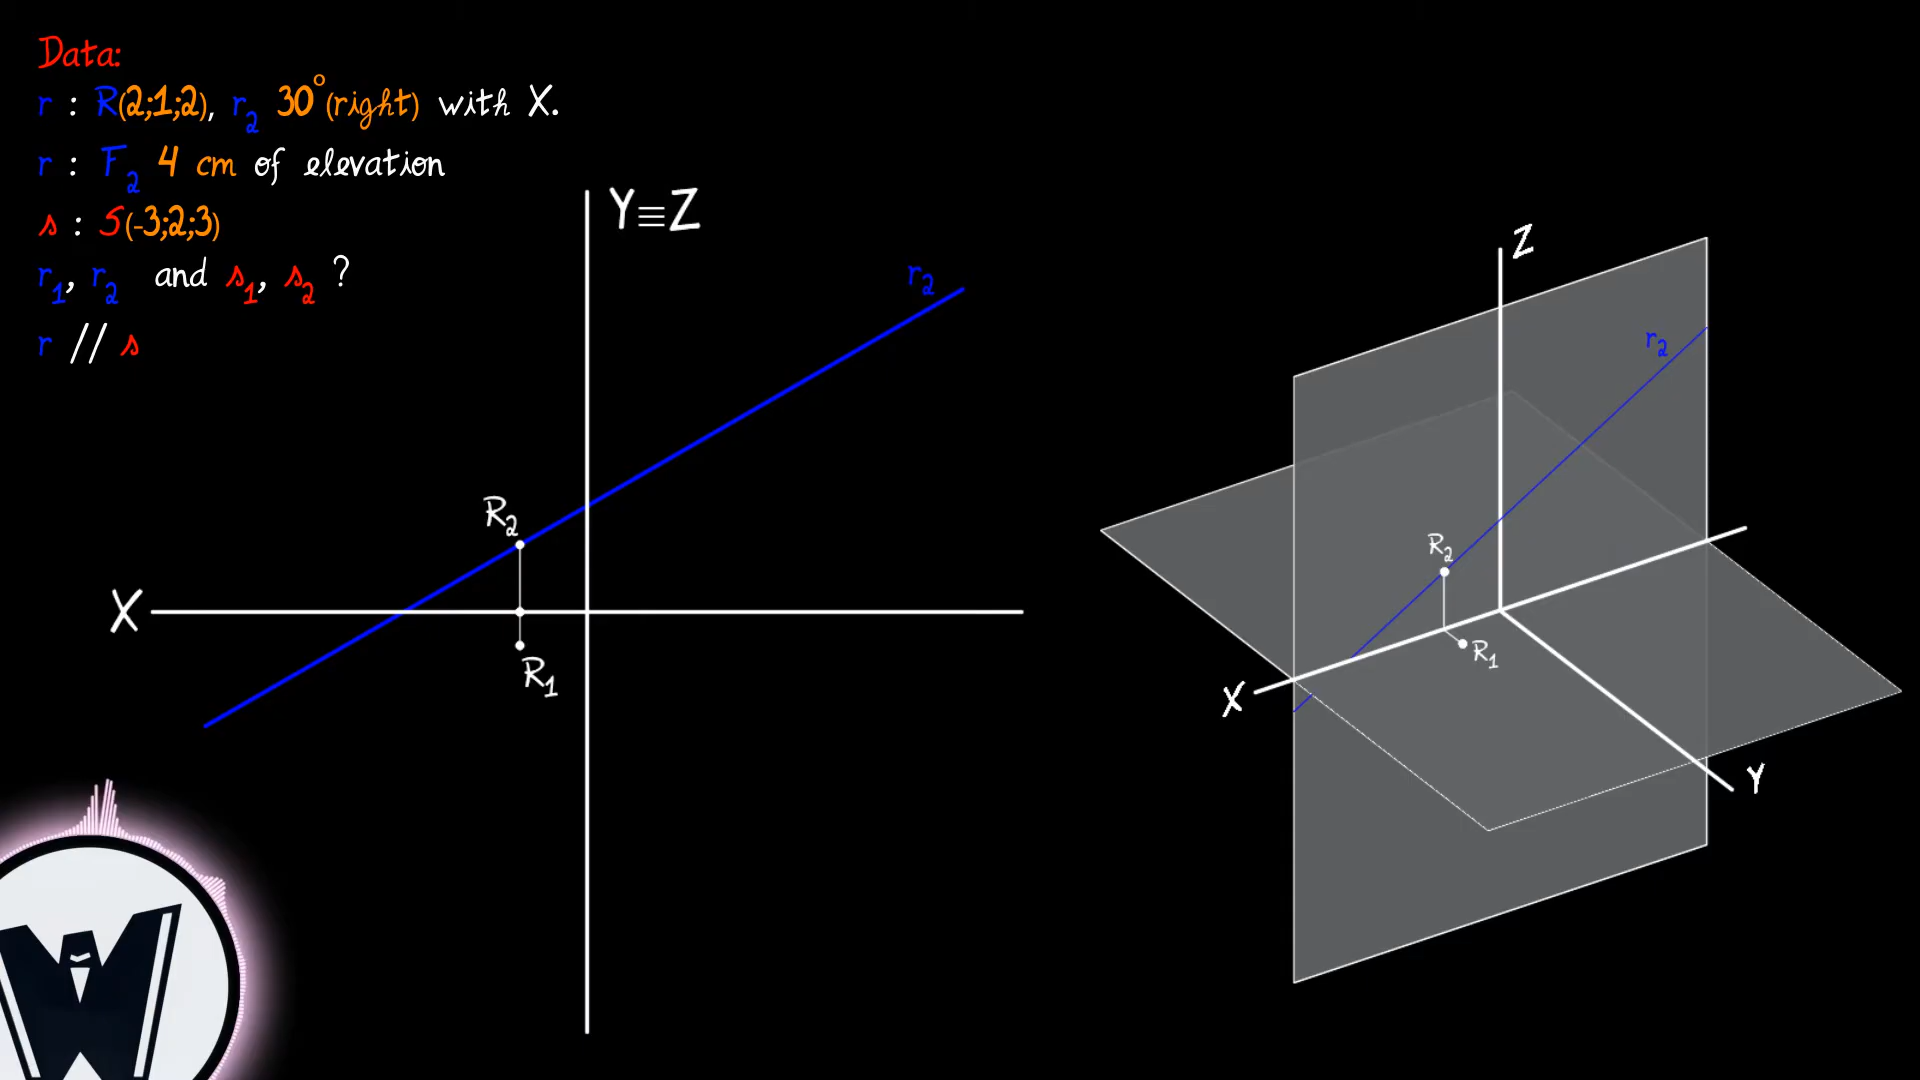 Data:
r : R(2;1;2), r₂ 30°(right) with X.
r : F₂ 4 cm of elevation
s : S(-3;2;3)
r₁, r₂ and s₁, s₂ ?
r // s
Y≡Z
r₂
R₂
X
R₁
Z
r₂
R₂
R₁
X
Y